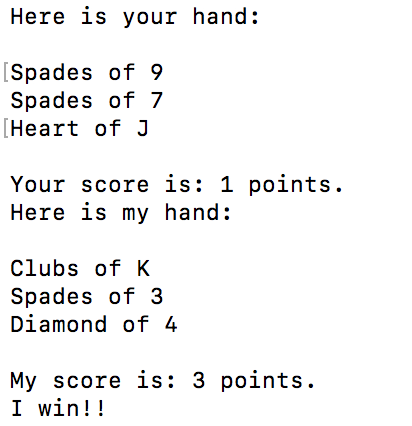 Here is your hand:
[Spades of 9
Spades of 7
[Heart of J
Your score is: 1 points.
Here is my hand:
Clubs of K
Spades of 3
Diamond of 4
My score is: 3 points.
I win!!